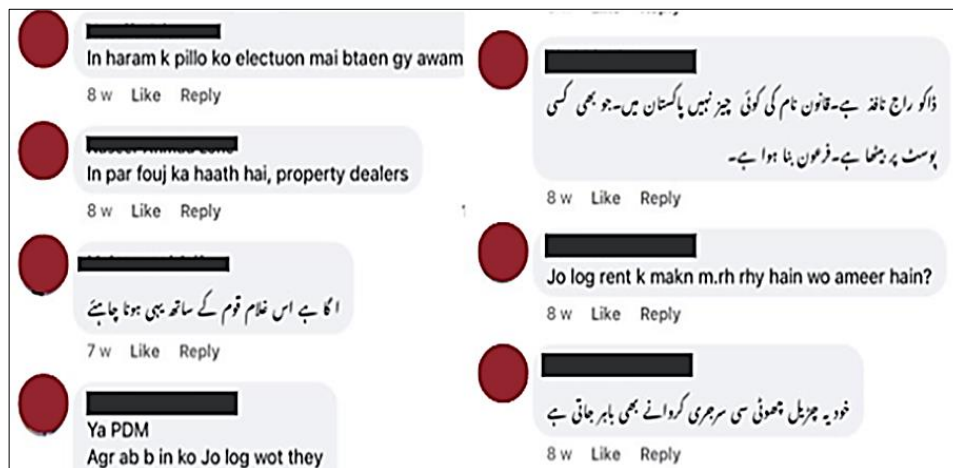 In haram k pillo ko electuon mai btaen gy awam
8 w Like Reply
In par fouj ka haath hai, property dealers
8 w Like Reply
ا گا ہے اس غلام قوم کے ساتھ یہی ہونا چاہئے
7 w Like Reply
Ya PDM
Agr ab b in ko Jo log wot they
ڈاکو راج نافذ ہے۔قانون نام کی کوئی چیز نہیں پاکستان میں۔جو بھی کسی
پوسٹ پر بیٹھا ہے۔فرعون بنا ہوا ہے۔
8 w Like Reply
Jo log rent k makn m.rh rhy hain wo ameer hain?
8 w Like Reply
خود یہ چڑیل چھوٹی سی سرجری کروانے بھی باہر جاتی ہے
8 w Like Reply